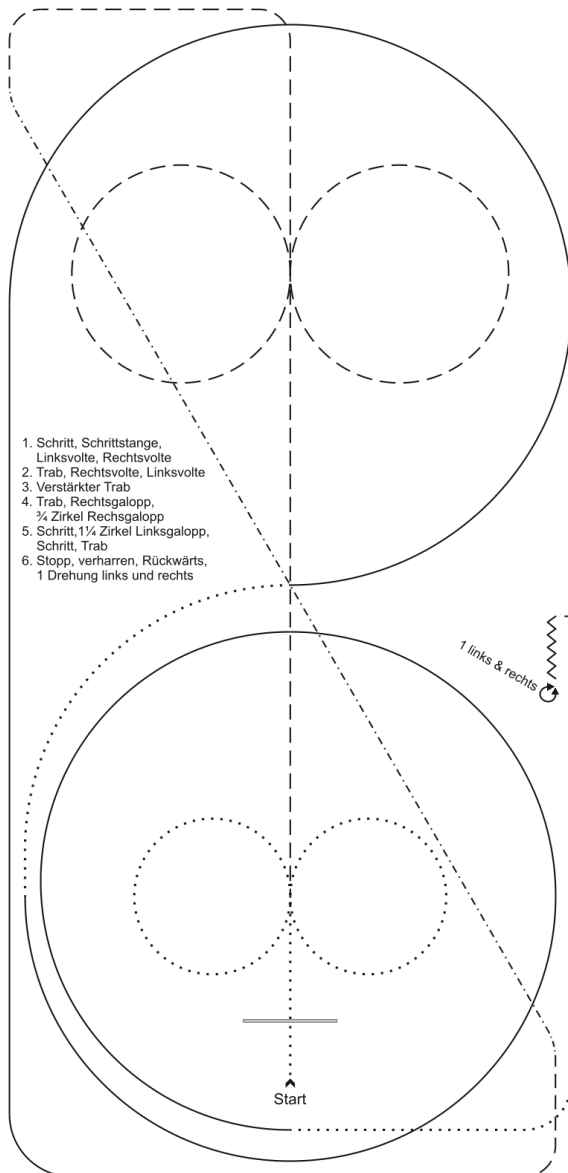 1. Schritt, Schrittstange,
Linksvolte, Rechtsvolte
2. Trab, Rechtsvolte, Linksvolte
3. Verstärkter Trab
4. Trab, Rechtsgalopp,
¾ Zirkel Rechsgalopp
5. Schritt,1¼ Zirkel Linksgalopp,
Schritt, Trab
6. Stopp, verharren, Rückwärts,
1 Drehung links und rechts
1 links & rechts
Start